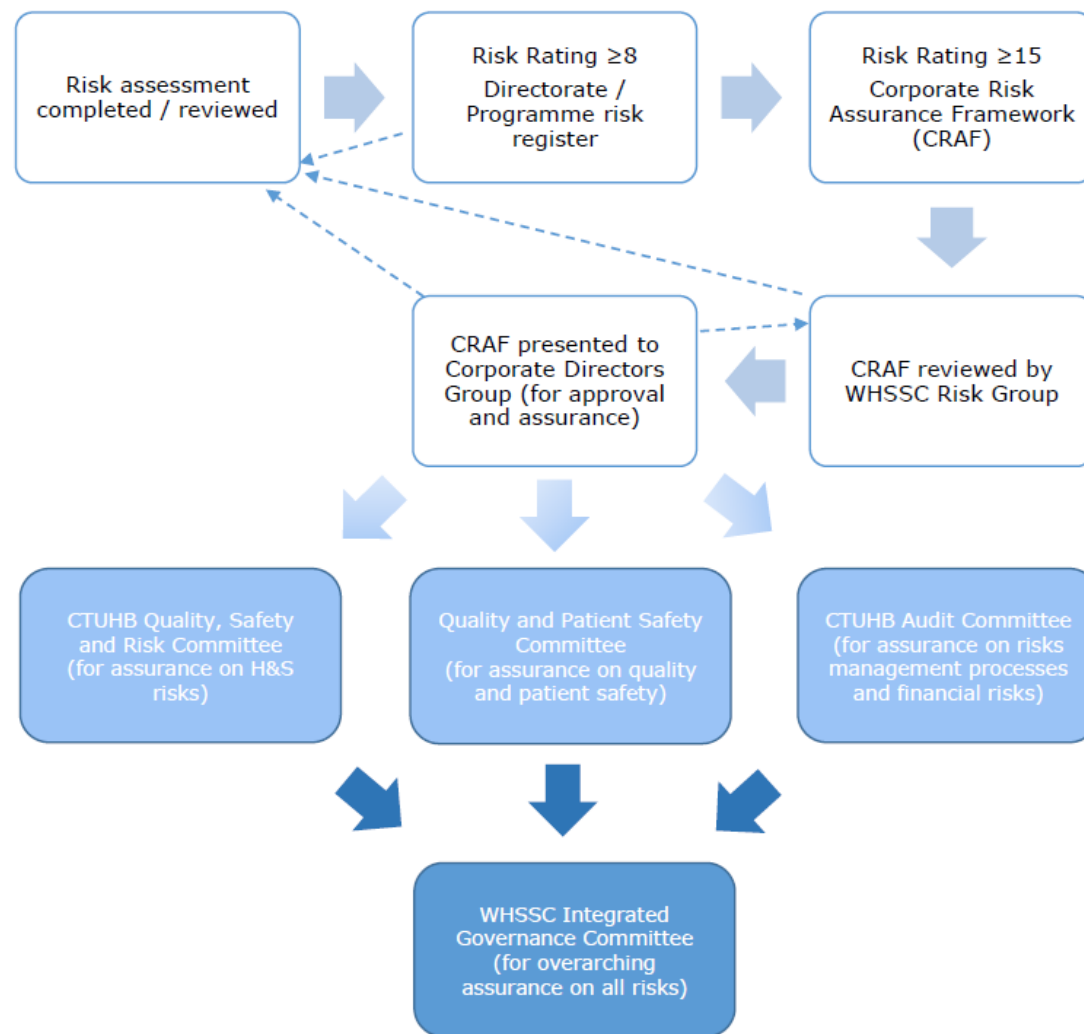 Risk assessment
completed / reviewed
Risk Rating ≥8
Directorate /
Programme risk
register
Risk Rating ≥15
Corporate Risk
Assurance Framework
(CRAF)
CRAF presented to
Corporate Directors
Group (for approval
and assurance)
CRAF reviewed by
WHSSC Risk Group
CTUHB Quality, Safety
and Risk Committee
(for assurance on H&S
risks)
Quality and Patient Safety
Committee
(for assurance on quality
and patient safety)
CTUHB Audit Committee
(for assurance on risks
management processes
and financial risks)
WHSSC Integrated
Governance Committee
(for overarching
assurance on all risks)